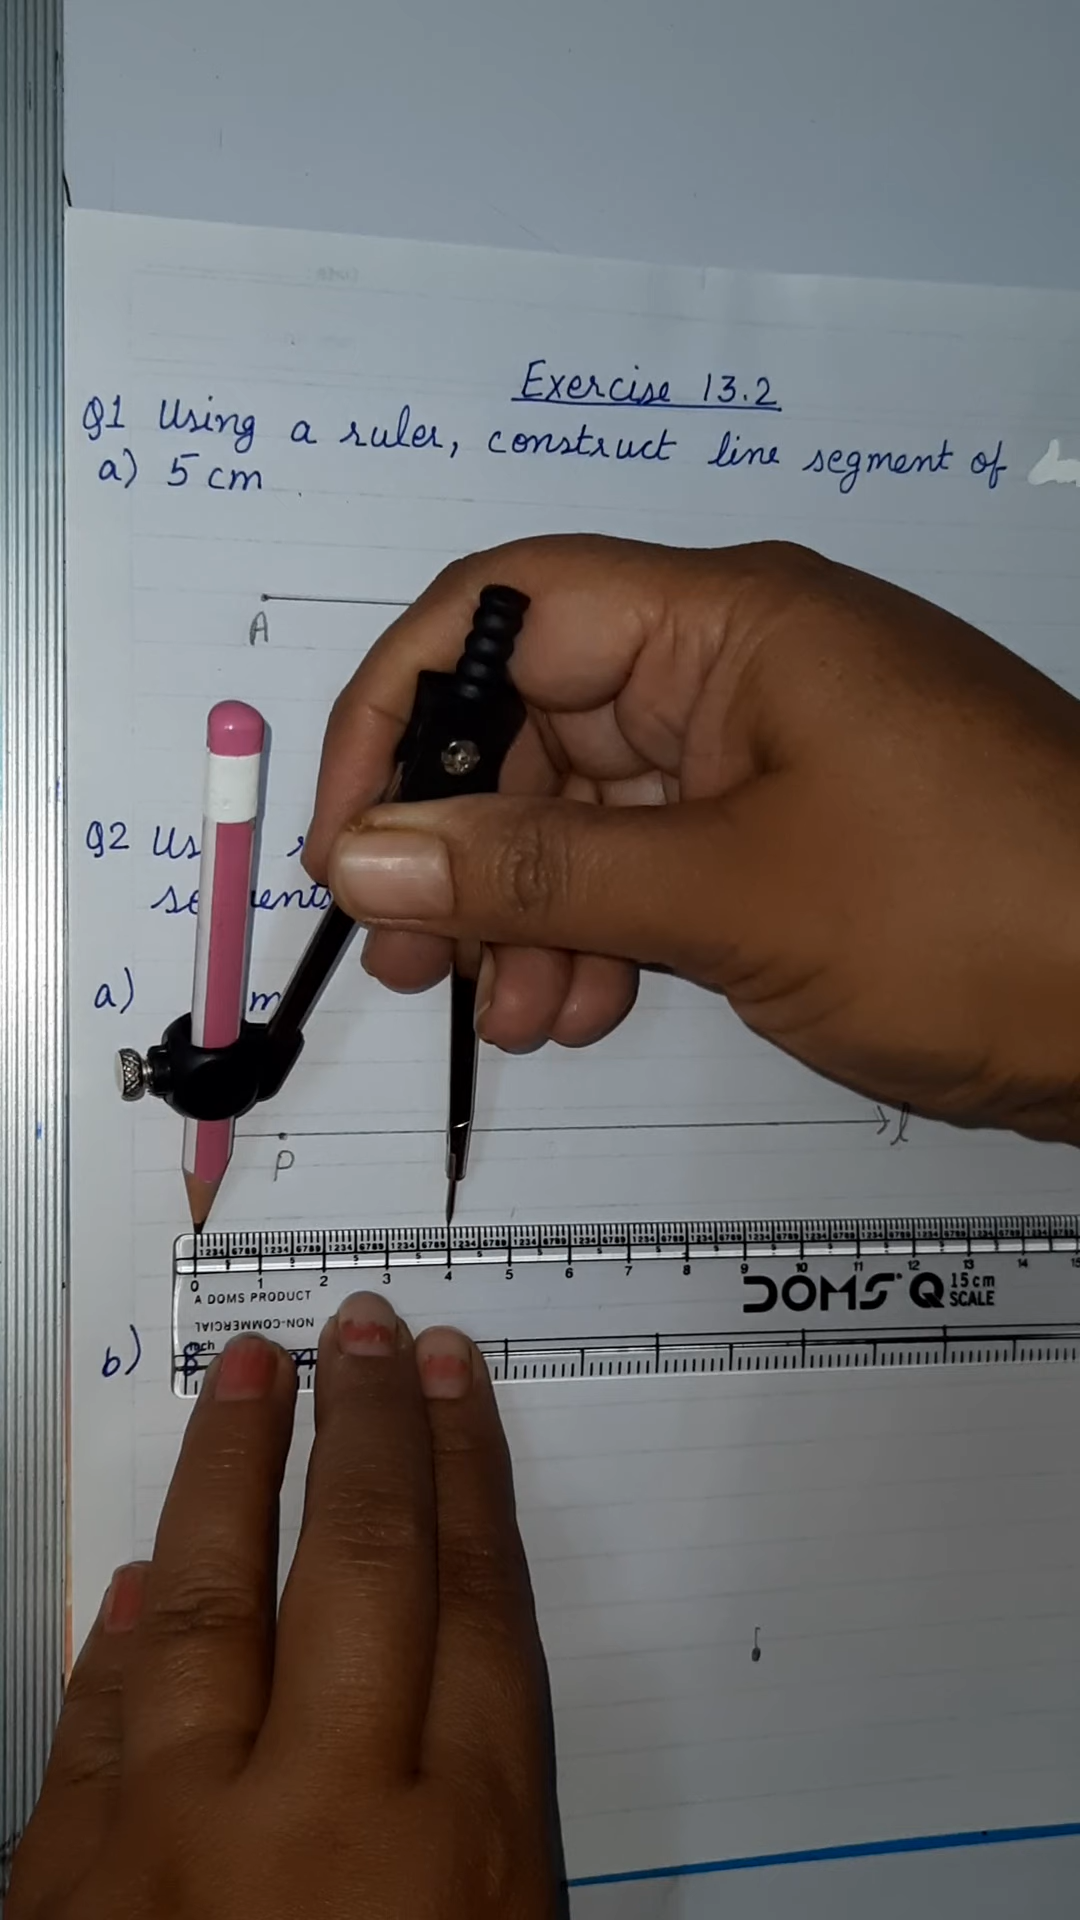 Exercise 13.2
Q1 Using a ruler, construct line segment of
a) 5 cm
A
Q2
a)
P
l
0 1 2 3 4 5 6 7 8 9 10 11 12 13 14 15
A DOMS PRODUCT
DOMS Q 15 cm SCALE
NON-COMMERCIAL
b)